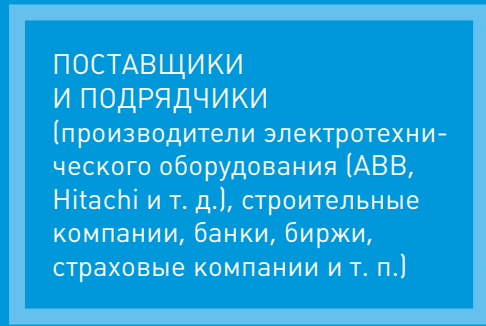 ПОСТАВЩИКИ
И ПОДРЯДЧИКИ
(производители электротехни-
ческого оборудования (ABB,
Hitachi и т. д.), строительные
компании, банки, биржи,
страховые компании и т. п.)